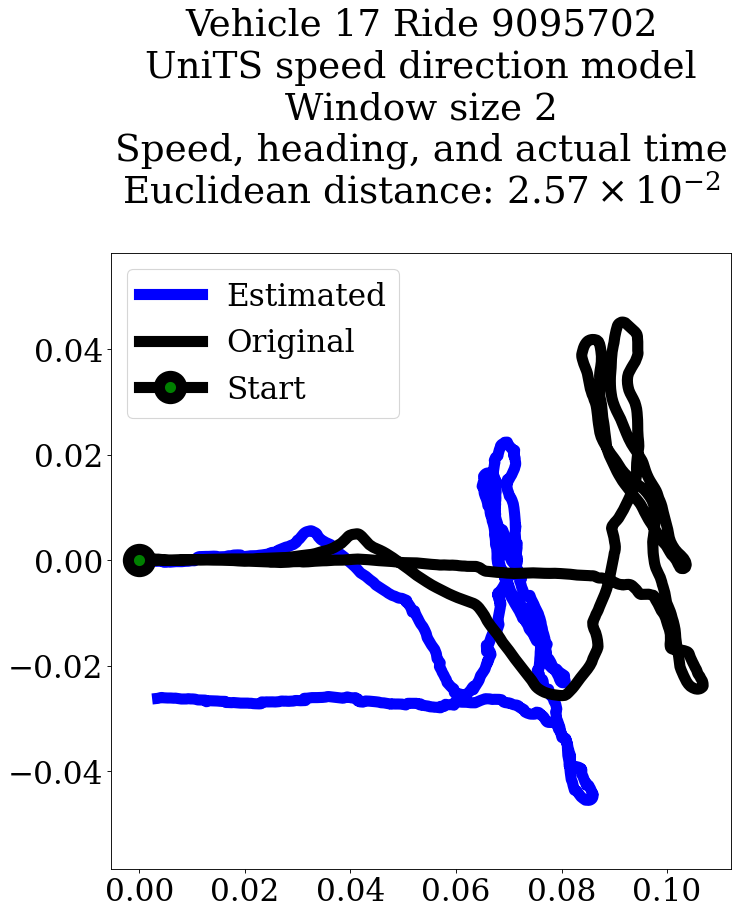 Vehicle 17 Ride 9095702
UniTS speed direction model
Window size 2
Speed, heading, and actual time
Euclidean distance: 2.57 × 10⁻²
Estimated
Original
Start
0.04
0.02
0.00
−0.02
−0.04
0.00 0.02 0.04 0.06 0.08 0.10